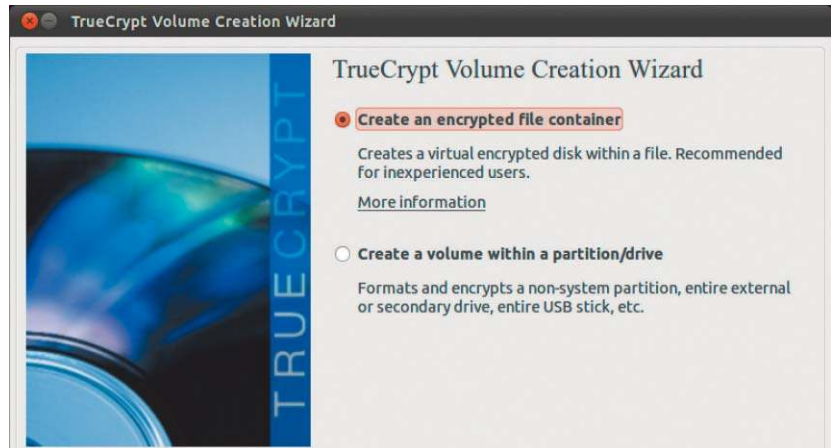 TrueCrypt Volume Creation Wizard
TRUECRYPT
TrueCrypt Volume Creation Wizard
Create an encrypted file container
Creates a virtual encrypted disk within a file. Recommended
for inexperienced users.
More information
Create a volume within a partition/drive
Formats and encrypts a non-system partition, entire external
or secondary drive, entire USB stick, etc.